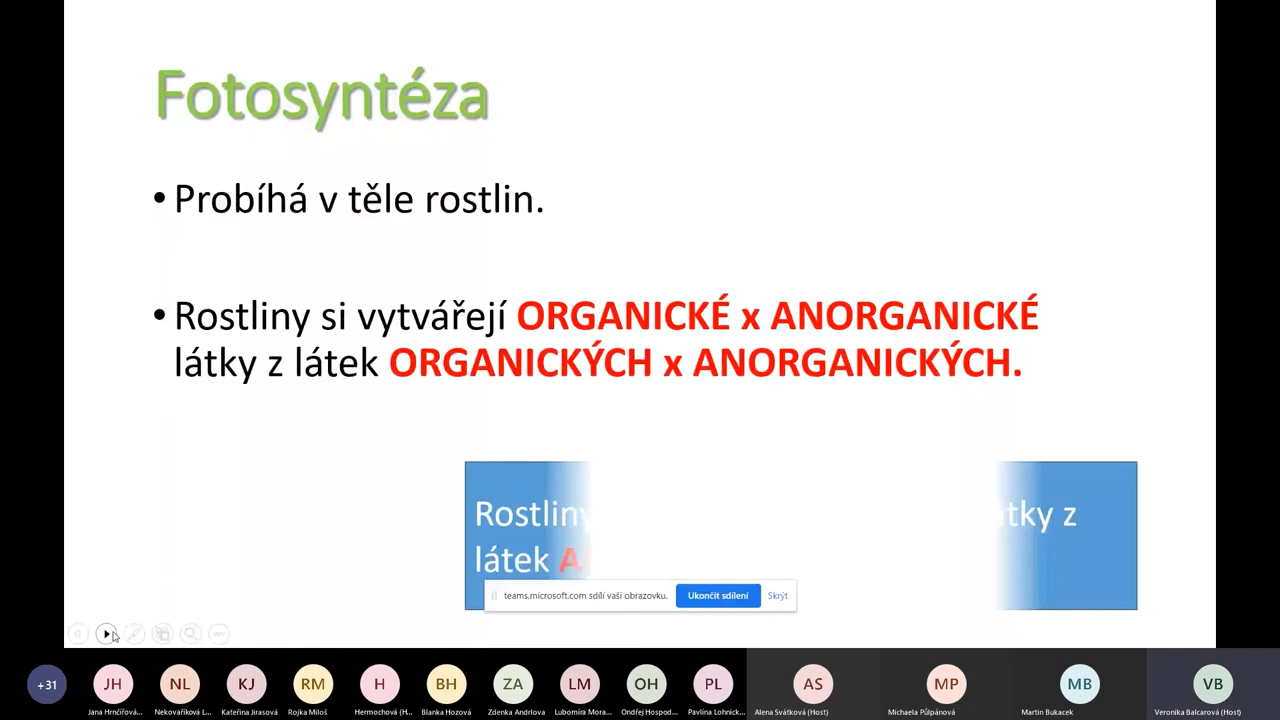 Fotosyntéza
• Probíhá v těle rostlin.
• Rostliny si vytvářejí ORGANICKÉ x ANORGANICKÉ
látky z látek ORGANICKÝCH x ANORGANICKÝCH.
Rostliny
látky z
látek
teams.microsoft.com sdílí vaši obrazovku.
Ukončit sdílení
Skrýt
+31
JH
NL
KJ
RM
H
BH
ZA
LM
OH
PL
AS
MP
MB
VB
Jana Hrnčířová...
Nekovaříková L...
Kateřina Jirasová
Rojka Miloš
Hermochová (H...
Blanka Hozová
Zdenka Andrlova
Lubomíra Mora...
Ondřej Hospod...
Pavlína Lohnick...
Alena Svátková (Host)
Michaela Půlpánová
Martin Bukacek
Veronika Balcarová (Host)